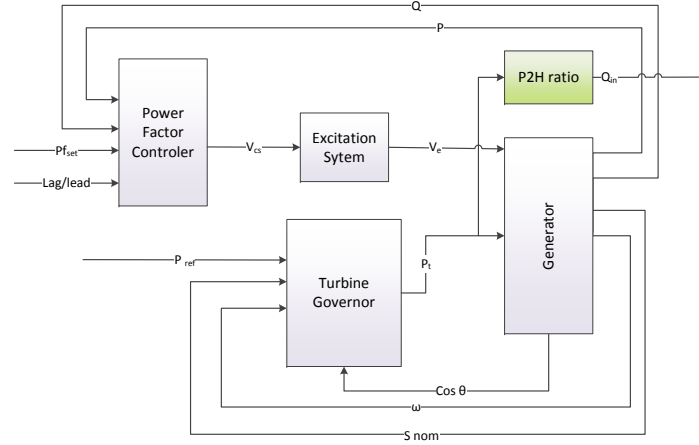 Q
P
P2H ratio
Qin
Power
Factor
Controler
Pfset
Lag/lead
Vcs
Excitation
Sytem
Ve
Generator
P ref
Turbine
Governor
Pt
Cos θ
ω
S nom